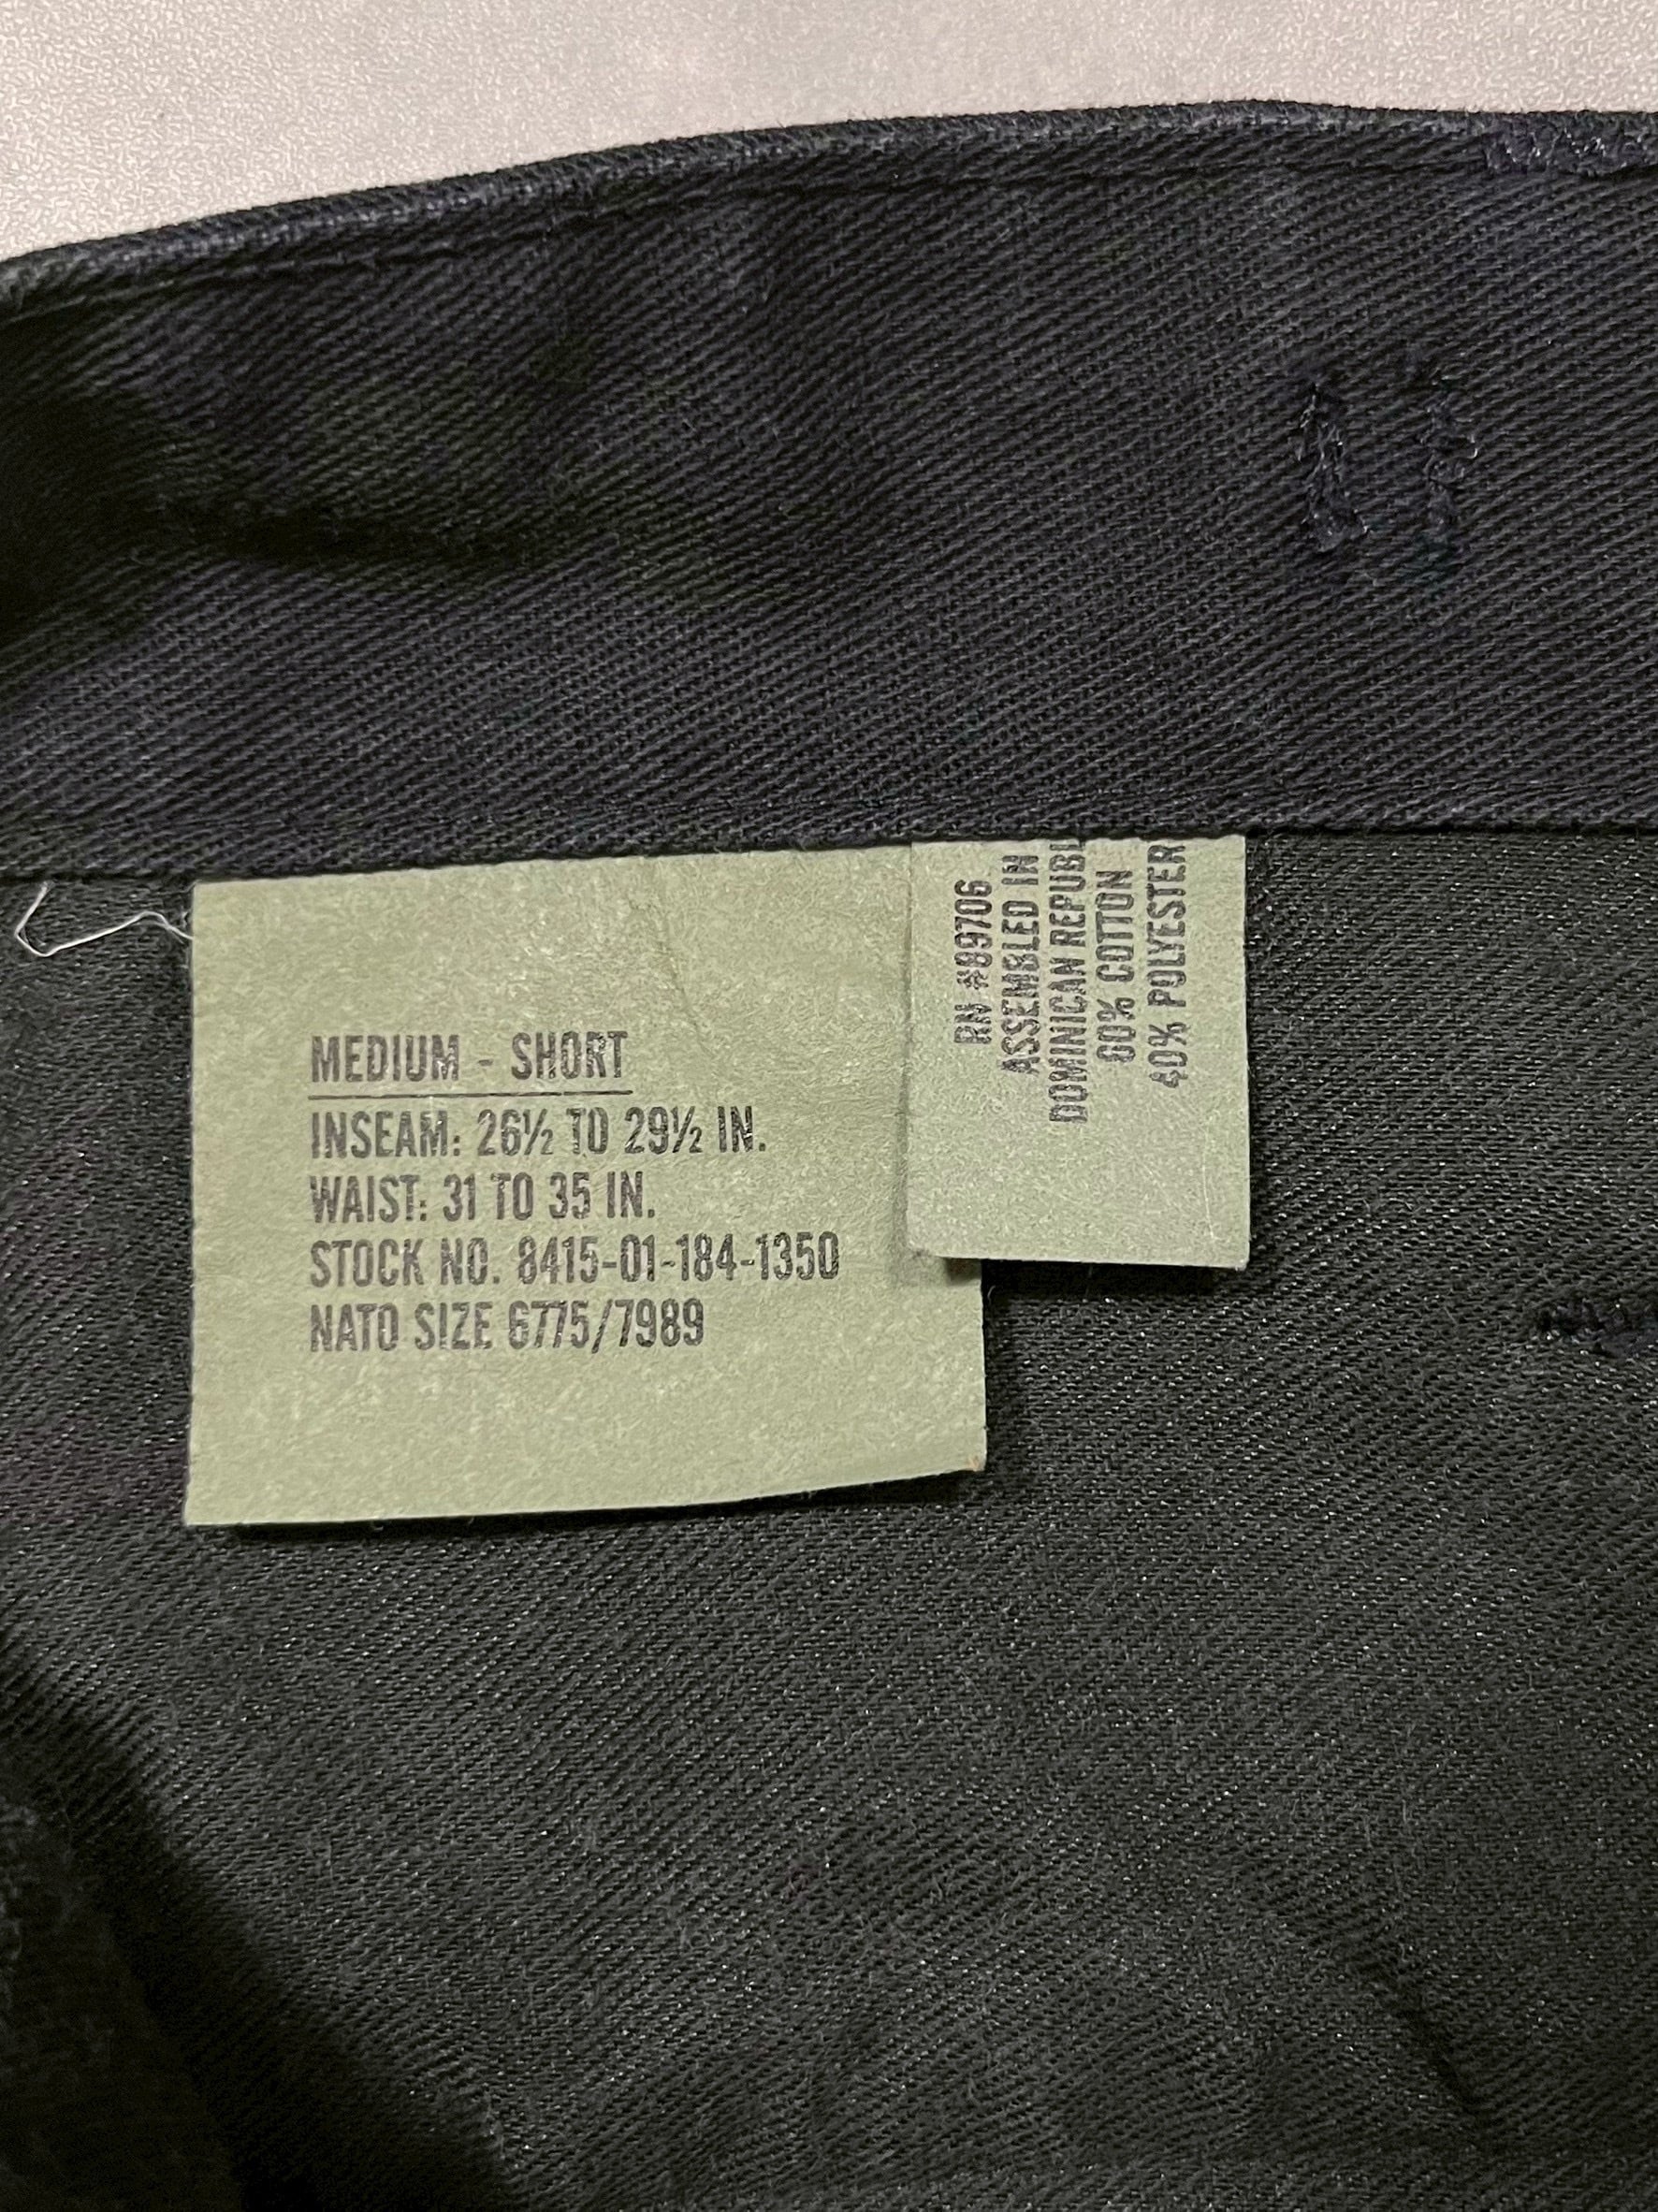 MEDIUM - SHORT
INSEAM: 26½ TO 29½ IN.
WAIST: 31 TO 35 IN.
STOCK NO. 8415-01-184-1350
NATO SIZE 6775/7989
RN #89706
ASSEMBLED IN
DOMINICAN REPUBL
60% COTTON
40% POLYESTER